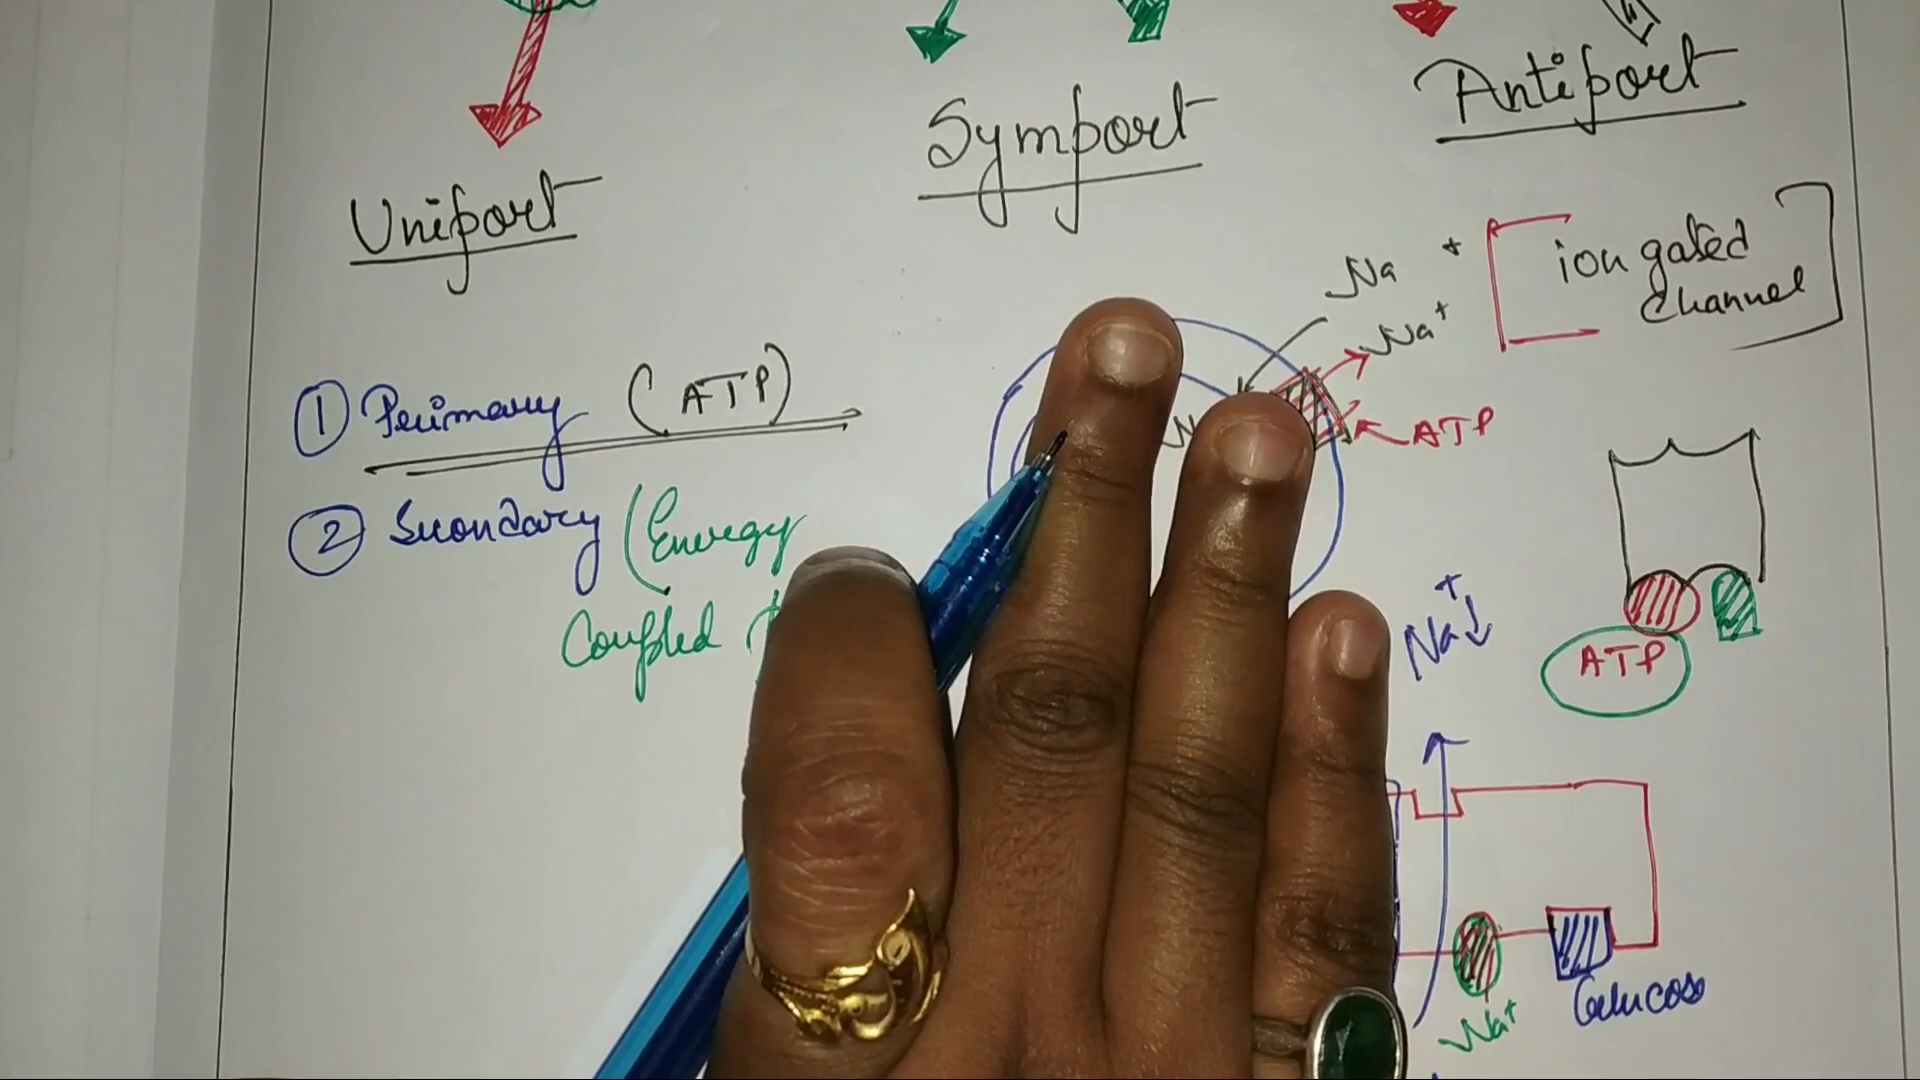 Uniport
Symport
Antiport
Na +
Na+
ion gated
channel
ATP
① Primary (ATP)
② Secondary (Energy
Coupled
Na+↓
ATP
Na+
Glucose